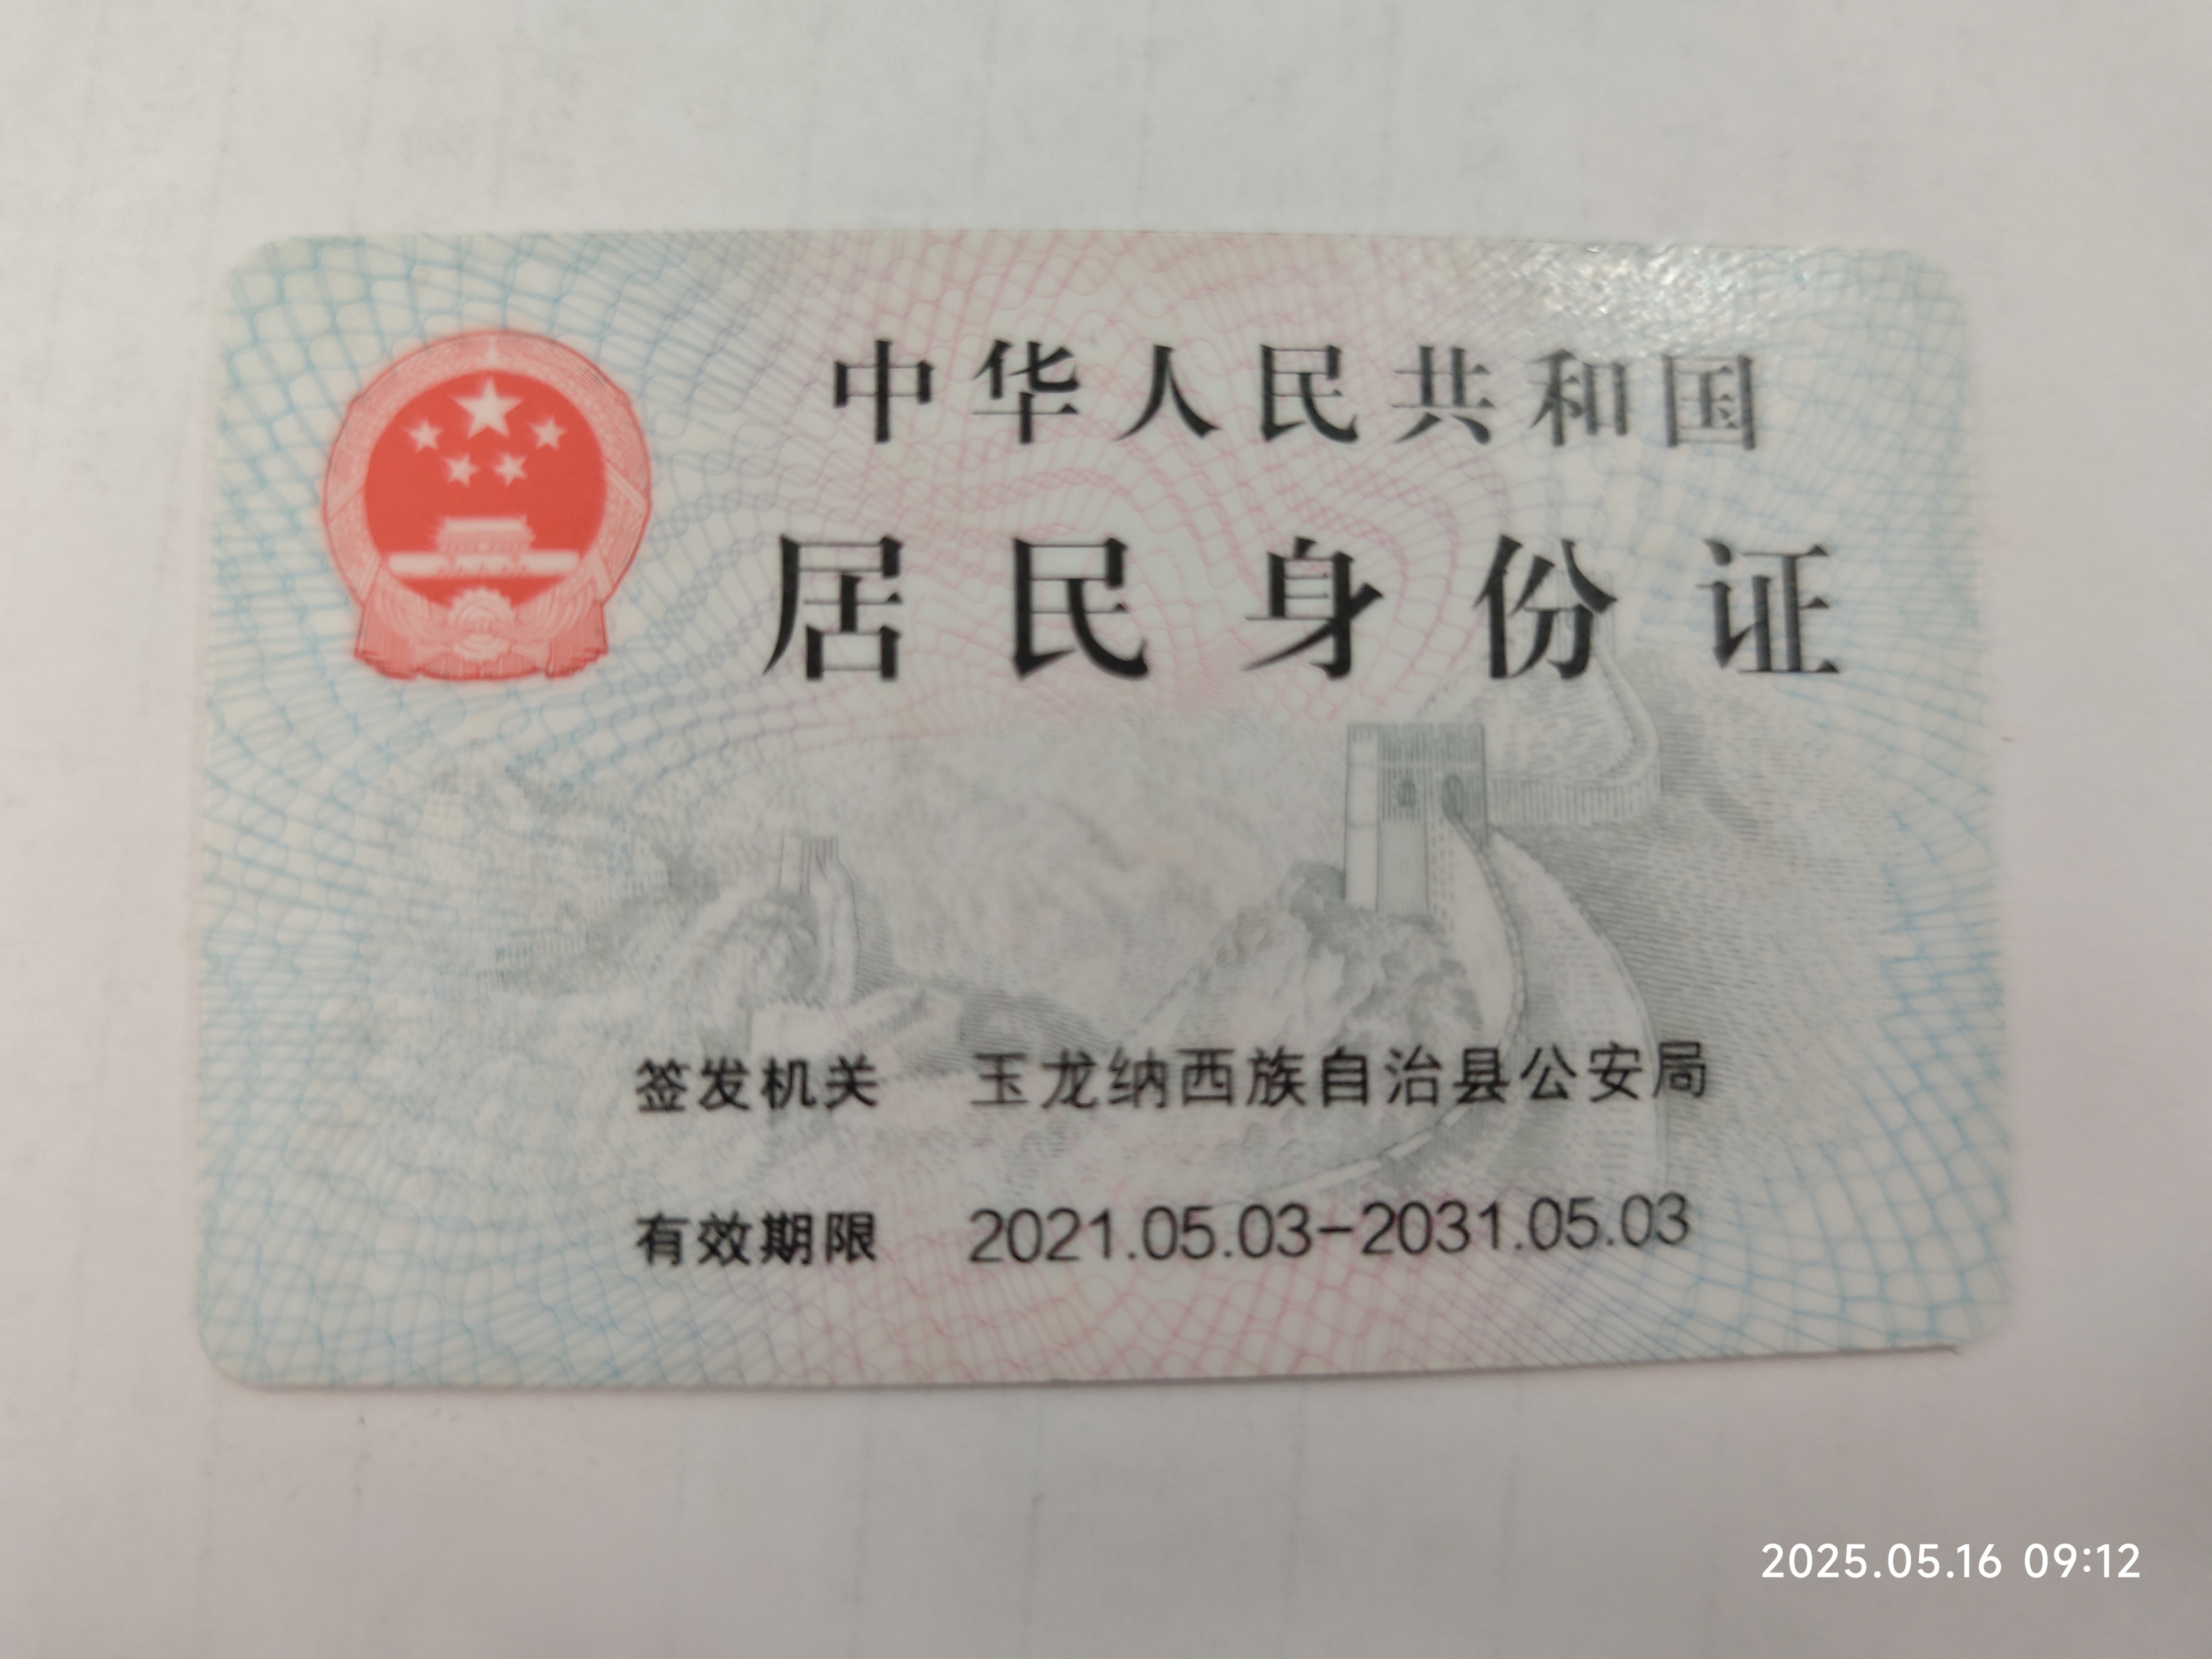 中华人民共和国
居民身份证
签发机关 玉龙纳西族自治县公安局
有效期限 2021.05.03-2031.05.03
2025.05.16 09:12